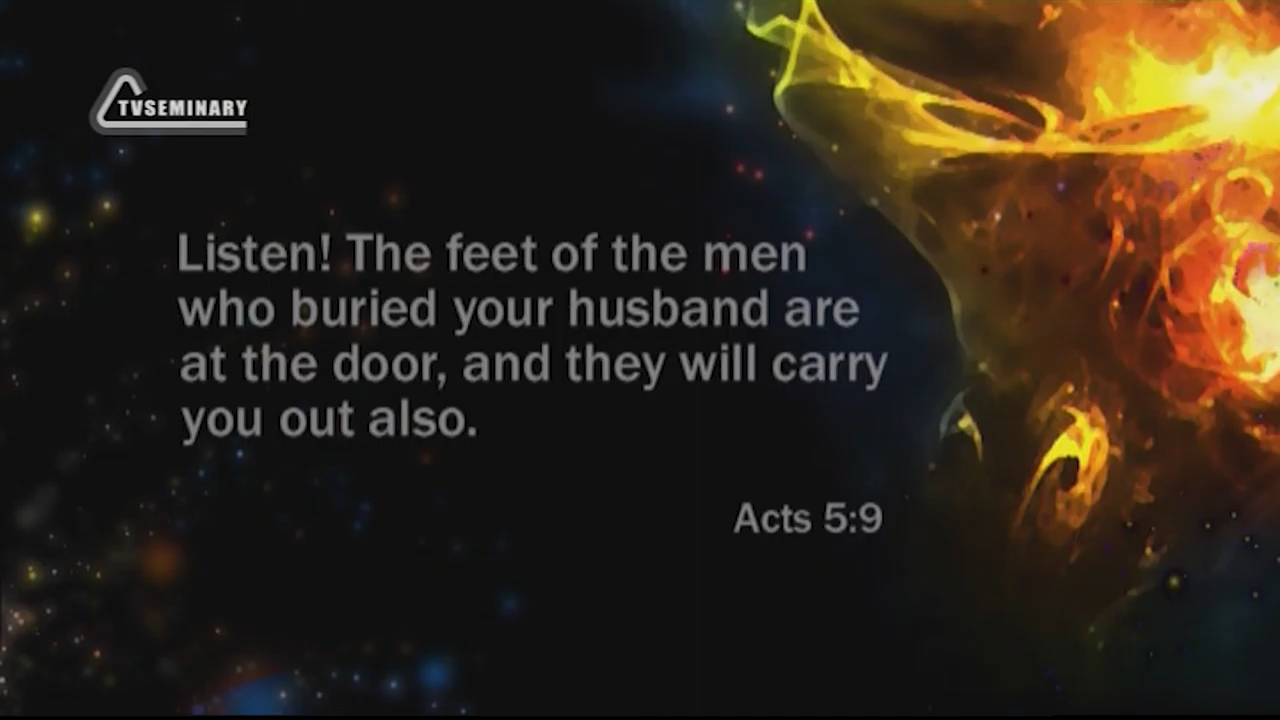 TVSEMINARY
Listen! The feet of the men
who buried your husband are
at the door, and they will carry
you out also.
Acts 5:9